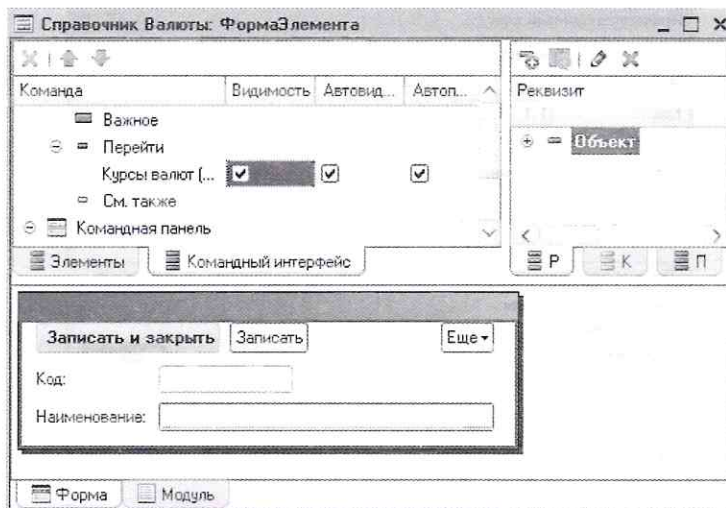 Справочник Валюты: ФормаЭлемента
Команда Видимость Автовид... Автоп...
Важное
Перейти
Курсы валют (...
См. также
Командная панель
Элементы Командный интерфейс
Реквизит
Объект
Р К П
Записать и закрыть Записать Еще
Код:
Наименование:
Форма Модуль